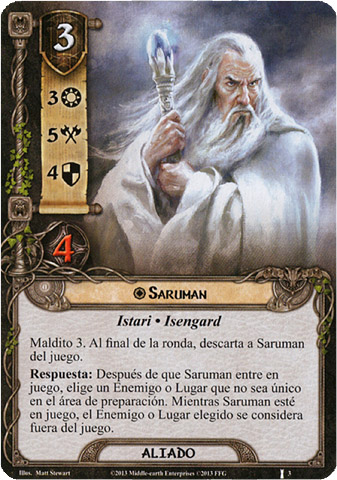 3
3
5
4
4
Saruman
Istari • Isengard
Maldito 3. Al final de la ronda, descarta a Saruman
del juego.
Respuesta: Después de que Saruman entre en
juego, elige un Enemigo o Lugar que no sea único
en el área de preparación. Mientras Saruman esté
en juego, el Enemigo o Lugar elegido se considera
fuera del juego.
ALIADO
Illus. Matt Stewart ©2013 Middle-earth Enterprises ©2013 FFG 3